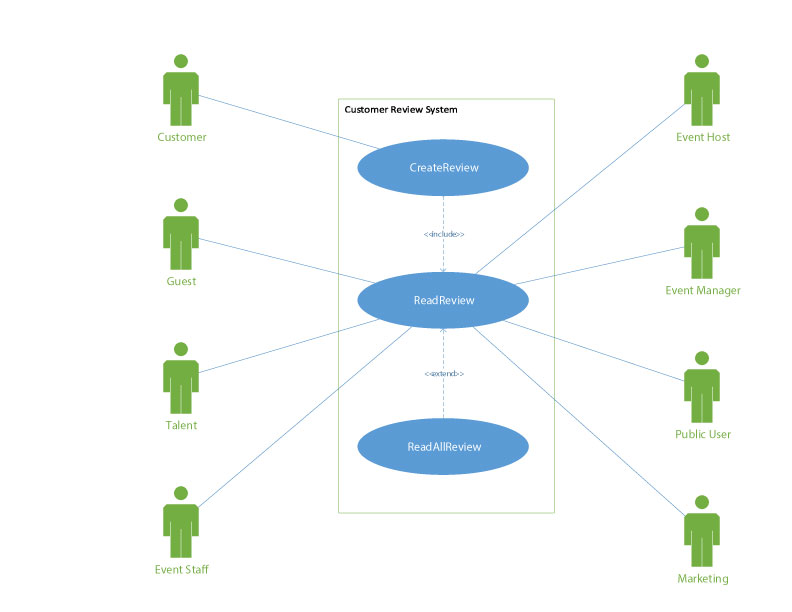 Customer Review System
Customer
Event Host
CreateReview
<<include>>
Guest
Event Manager
ReadReview
<<extend>>
Talent
Public User
ReadAllReview
Event Staff
Marketing